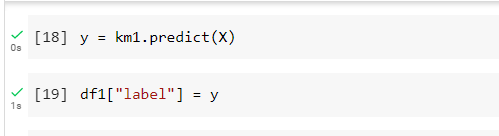 [18] y = km1.predict(X)
0s
[19] df1["label"] = y
1s